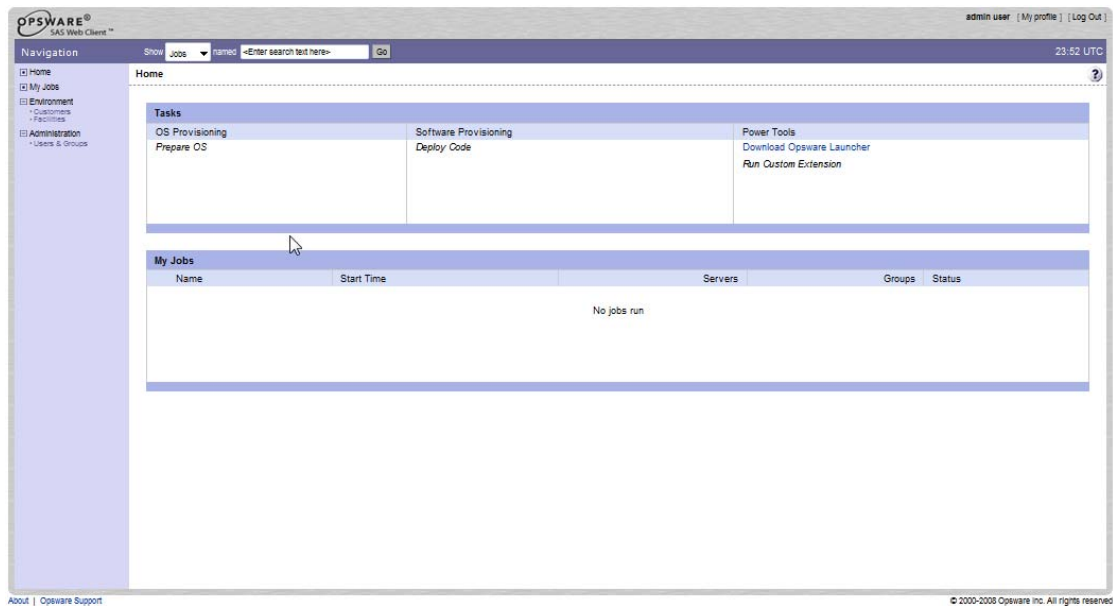 OPSWARE®
SAS Web Client™
admin user [ My profile ] [ Log Out ]
Navigation
Show Jobs named <Enter search text here> Go
23:52 UTC
Home
My Jobs
Environment
Customers
Facilities
Administration
Users & Groups
Home
?
Tasks
OS Provisioning Software Provisioning Power Tools
Prepare OS Deploy Code Download Opsware Launcher
Run Custom Extension
My Jobs
Name Start Time Servers Groups Status
No jobs run
About | Opsware Support
© 2000-2008 Opsware Inc. All rights reserved